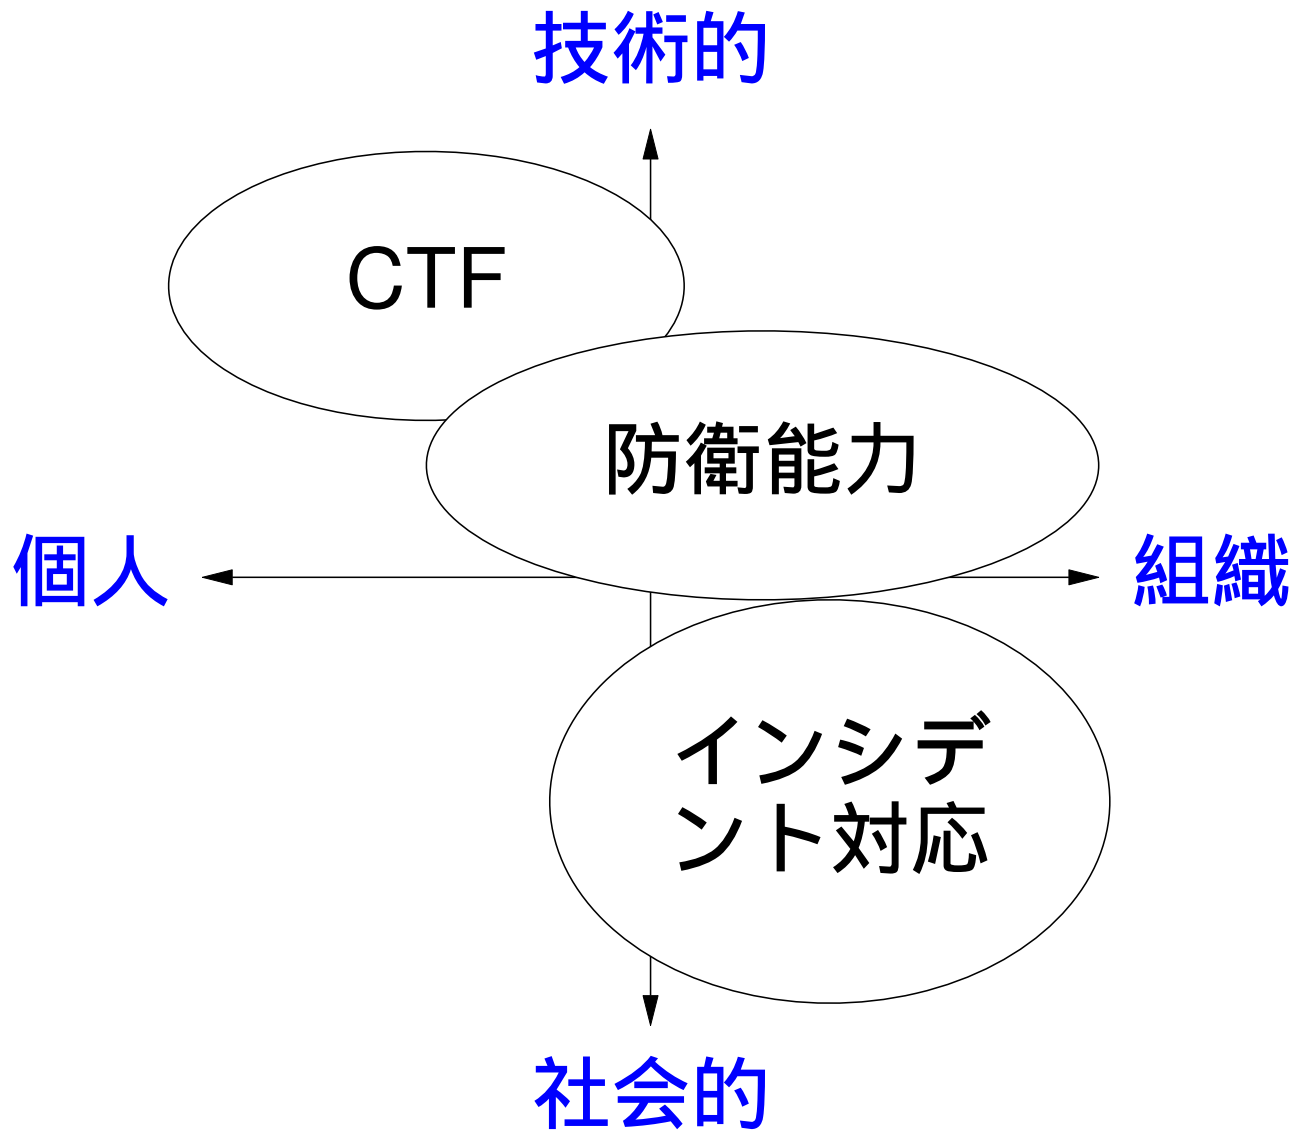 技術的
CTF
防衛能力
個人
組織
インシデ
ント対応
社会的